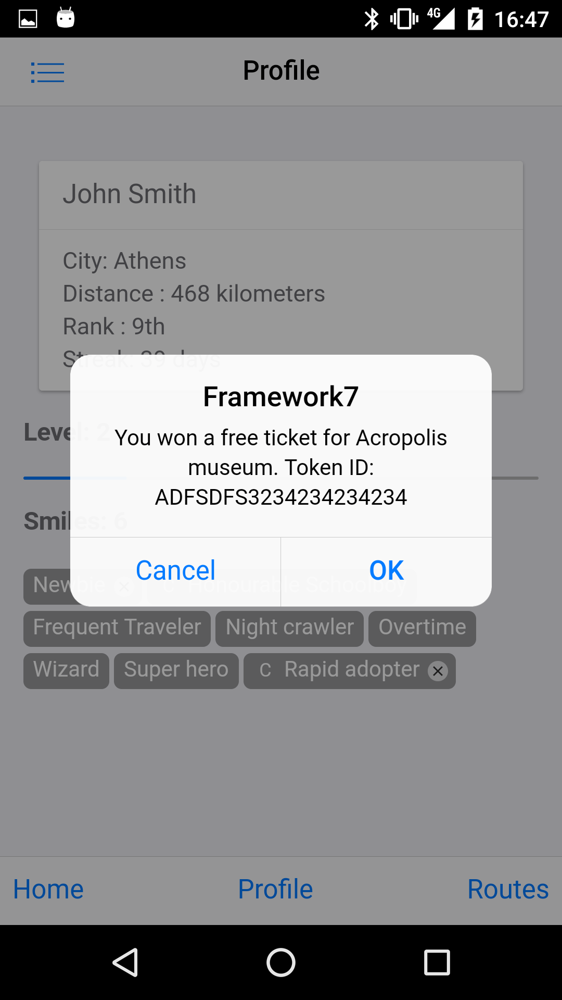 4G 16:47
Profile
John Smith
City: Athens
Distance : 468 kilometers
Rank : 9th
Streak: 39 days
Framework7
Level: 2
You won a free ticket for Acropolis
museum. Token ID:
ADFSDFS3234234234234
Smiles: 6
Cancel OK
Newbie C Honourable Schoolboy
Frequent Traveler Night crawler Overtime
Wizard Super hero C Rapid adopter
Home Profile Routes